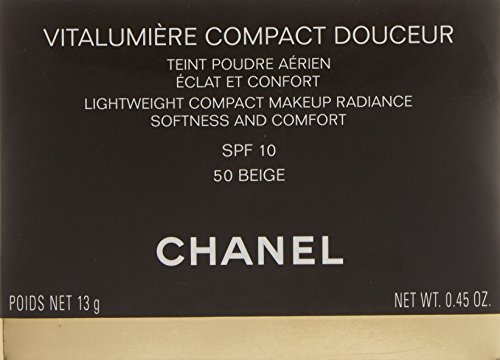 VITALUMIÈRE COMPACT DOUCEUR
TEINT POUDRE AÉRIEN
ÉCLAT ET CONFORT
LIGHTWEIGHT COMPACT MAKEUP RADIANCE
SOFTNESS AND COMFORT
SPF 10
50 BEIGE
CHANEL
POIDS NET 13 g NET WT. 0.45 OZ.